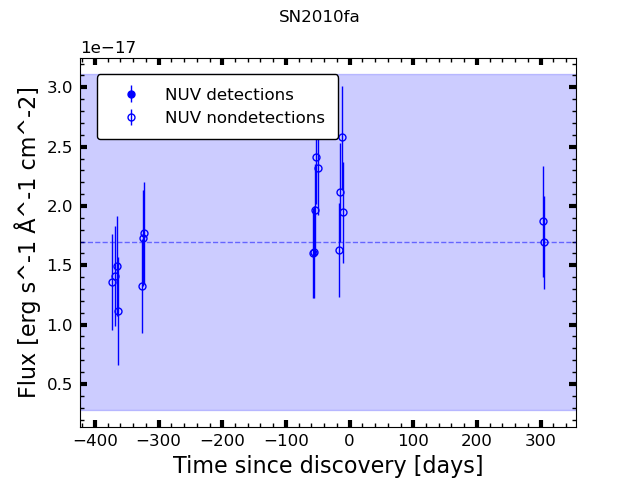 SN2010fa
1e−17
NUV detections
NUV nondetections
3.0
2.5
2.0
1.5
1.0
0.5
Flux [erg s^-1 Å^-1 cm^-2]
−400 −300 −200 −100 0 100 200 300
Time since discovery [days]